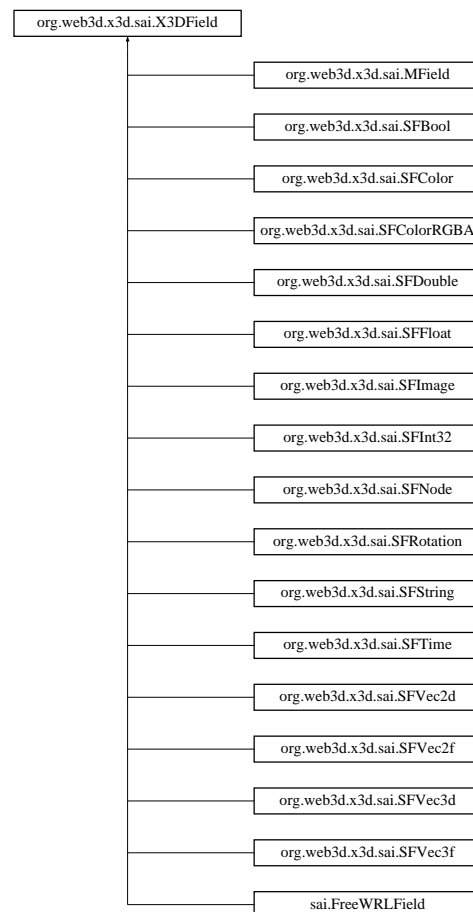 org.web3d.x3d.sai.X3DField
org.web3d.x3d.sai.MField
org.web3d.x3d.sai.SFBool
org.web3d.x3d.sai.SFColor
org.web3d.x3d.sai.SFColorRGBA
org.web3d.x3d.sai.SFDouble
org.web3d.x3d.sai.SFFloat
org.web3d.x3d.sai.SFImage
org.web3d.x3d.sai.SFInt32
org.web3d.x3d.sai.SFNode
org.web3d.x3d.sai.SFRotation
org.web3d.x3d.sai.SFString
org.web3d.x3d.sai.SFTime
org.web3d.x3d.sai.SFVec2d
org.web3d.x3d.sai.SFVec2f
org.web3d.x3d.sai.SFVec3d
org.web3d.x3d.sai.SFVec3f
sai.FreeWRLField